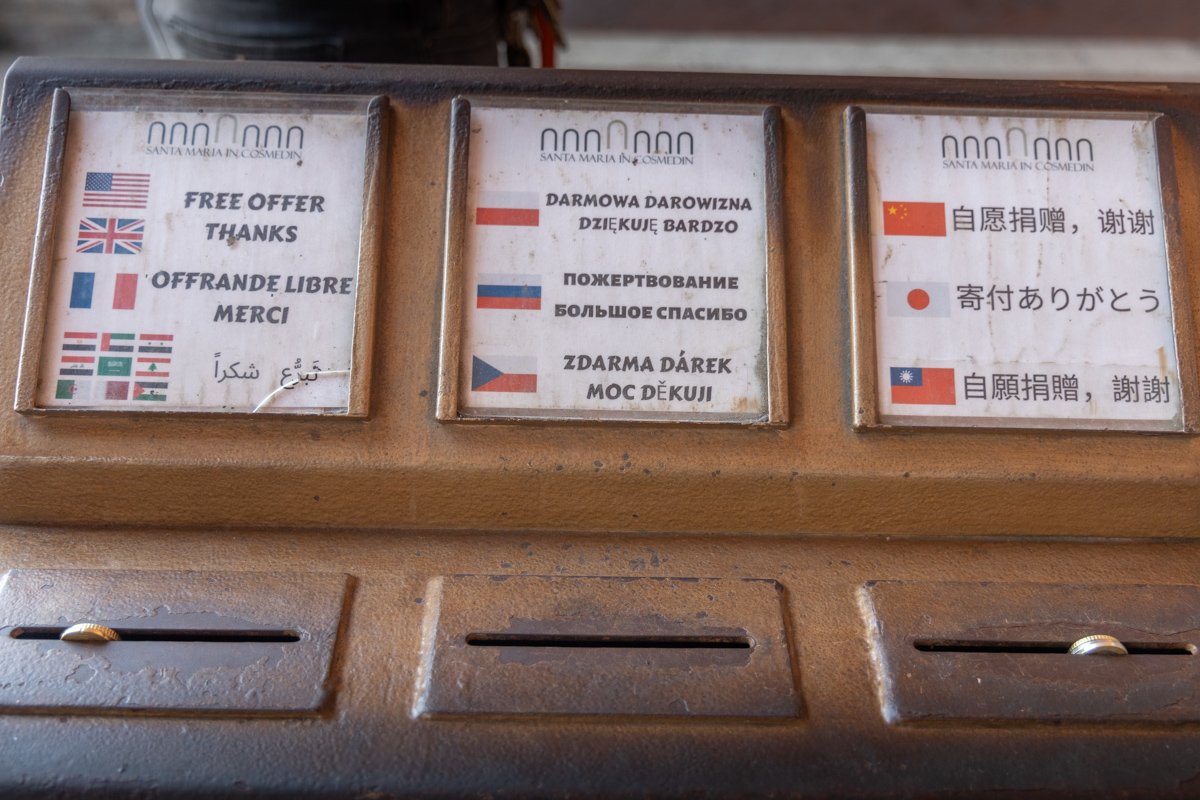 SANTA MARIA IN COSMEDIN
FREE OFFER
THANKS
OFFRANDE LIBRE
MERCI
تَبرُّع شكراً
SANTA MARIA IN COSMEDIN
DARMOWA DAROWIZNA
DZIĘKUJĘ BARDZO
ПОЖЕРТВОВАНИЕ
БОЛЬШОЕ СПАСИБО
ZDARMA DÁREK
MOC DĚKUJI
SANTA MARIA IN COSMEDIN
自愿捐赠，谢谢
寄付ありがとう
自願捐贈，謝謝